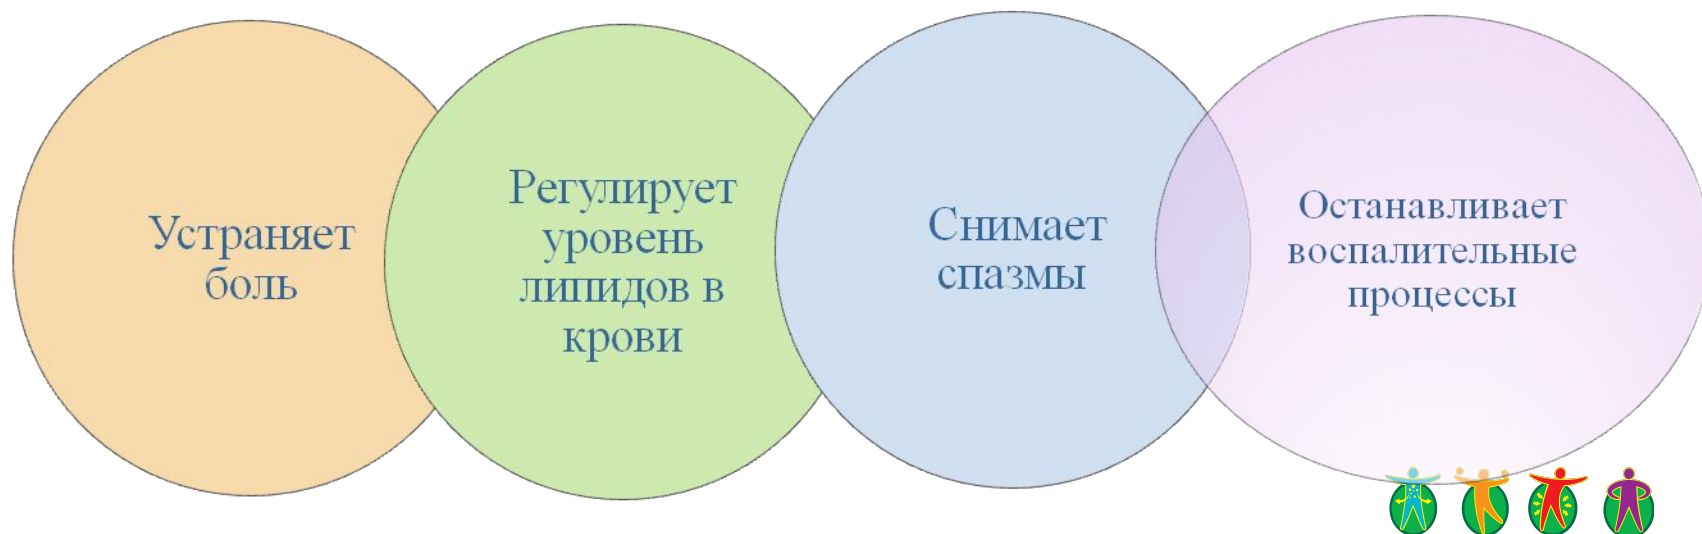 Устраняет
боль
Регулирует
уровень
липидов в
крови
Снимает
спазмы
Останавливает
воспалительные
процессы